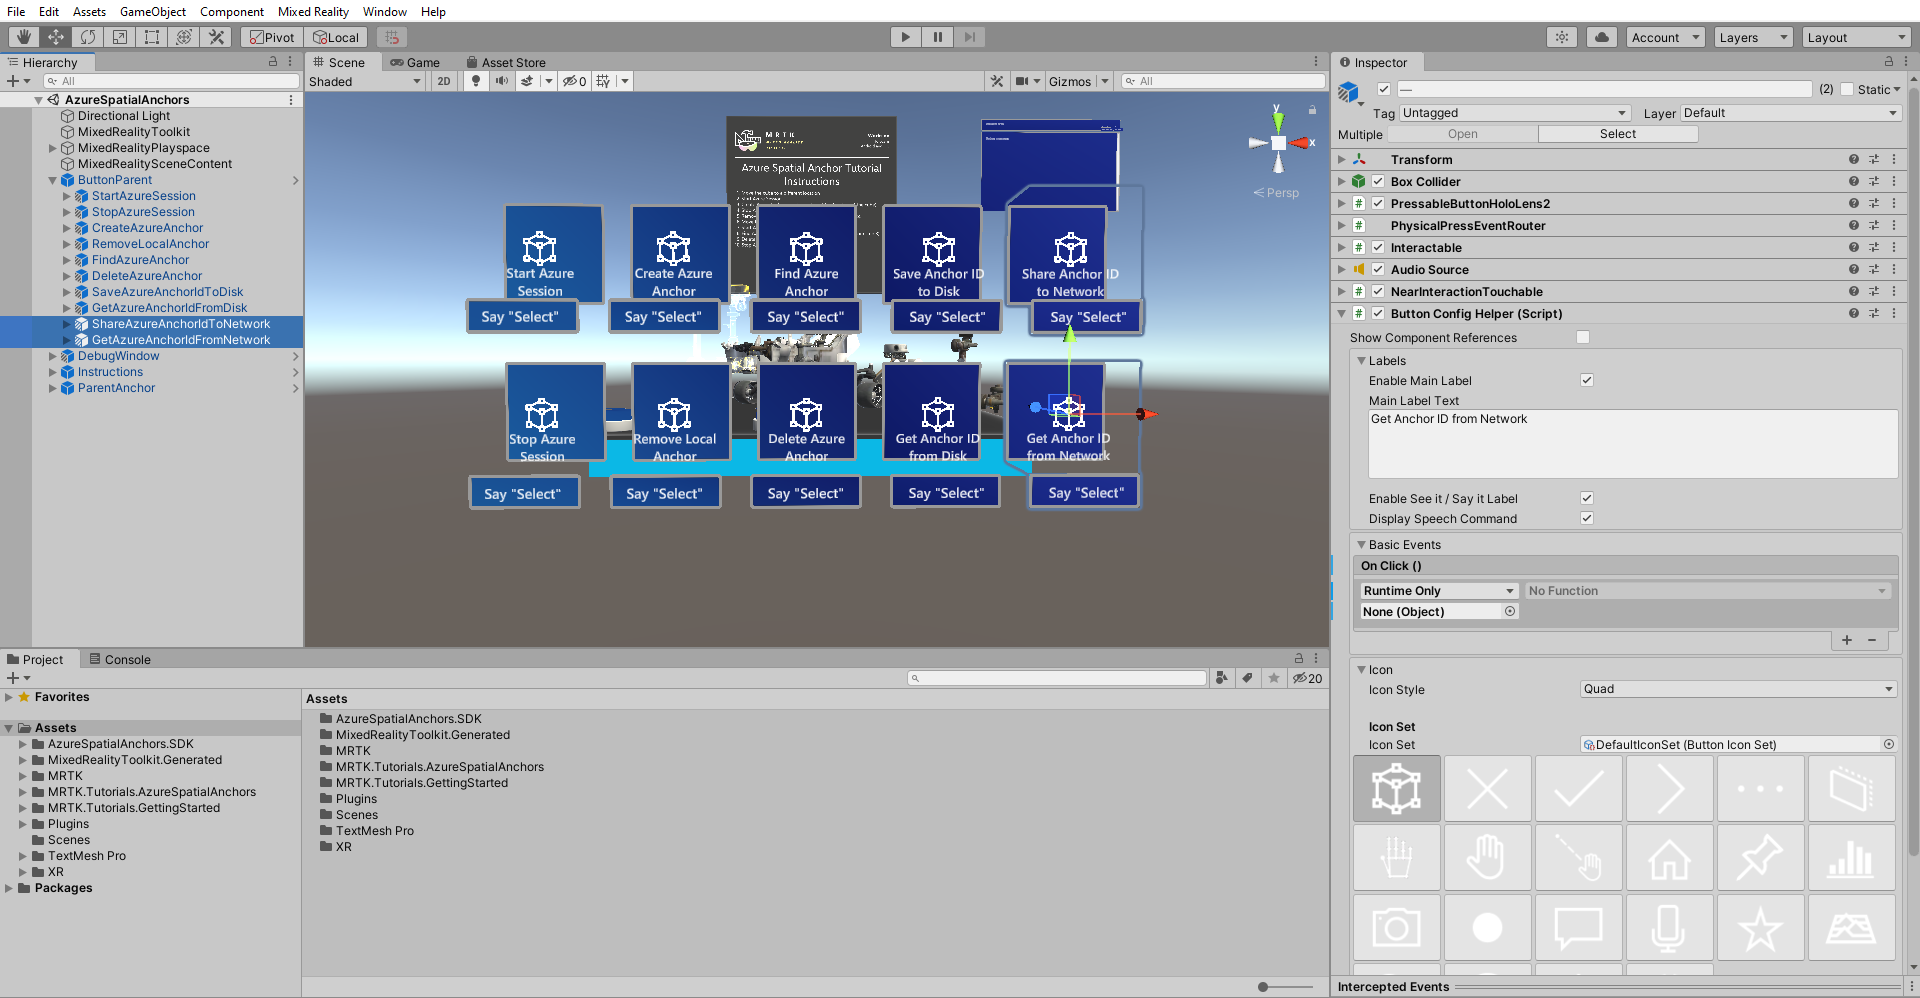 File Edit Assets GameObject Component Mixed Reality Window Help
Pivot Local Account Layers Layout
Hierarchy
All
AzureSpatialAnchors
Directional Light
MixedRealityToolkit
MixedRealityPlayspace
MixedRealitySceneContent
ButtonParent
StartAzureSession
StopAzureSession
CreateAzureAnchor
RemoveLocalAnchor
FindAzureAnchor
DeleteAzureAnchor
SaveAzureAnchorIdToDisk
GetAzureAnchorIdFromDisk
ShareAzureAnchorIdToNetwork
GetAzureAnchorIdFromNetwork
DebugWindow
Instructions
ParentAnchor
Scene Game Asset Store
Shaded 2D 0 Gizmos All
y
x
Persp
MRTK
Azure Spatial Anchor Tutorial
Instructions
Start Azure
Session
Create Azure
Anchor
Find Azure
Anchor
Save Anchor ID
to Disk
Share Anchor ID
to Network
Say "Select" Say "Select" Say "Select" Say "Select" Say "Select"
Stop Azure
Session
Remove Local
Anchor
Delete Azure
Anchor
Get Anchor ID
from Disk
Get Anchor ID
from Network
Say "Select" Say "Select" Say "Select" Say "Select" Say "Select"
Inspector
— (2) Static
Tag Untagged Layer Default
Multiple Open Select
Transform
Box Collider
PressableButtonHoloLens2
PhysicalPressEventRouter
Interactable
Audio Source
NearInteractionTouchable
Button Config Helper (Script)
Show Component References
Labels
Enable Main Label
Main Label Text
Get Anchor ID from Network
Enable See it / Say it Label
Display Speech Command
Basic Events
On Click ()
Runtime Only No Function
None (Object)
Icon
Icon Style Quad
Icon Set
Icon Set DefaultIconSet (Button Icon Set)
Intercepted Events
Project Console
20
Favorites
Assets
AzureSpatialAnchors.SDK
MixedRealityToolkit.Generated
MRTK
MRTK.Tutorials.AzureSpatialAnchors
MRTK.Tutorials.GettingStarted
Plugins
Scenes
TextMesh Pro
XR
Packages
Assets
AzureSpatialAnchors.SDK
MixedRealityToolkit.Generated
MRTK
MRTK.Tutorials.AzureSpatialAnchors
MRTK.Tutorials.GettingStarted
Plugins
Scenes
TextMesh Pro
XR